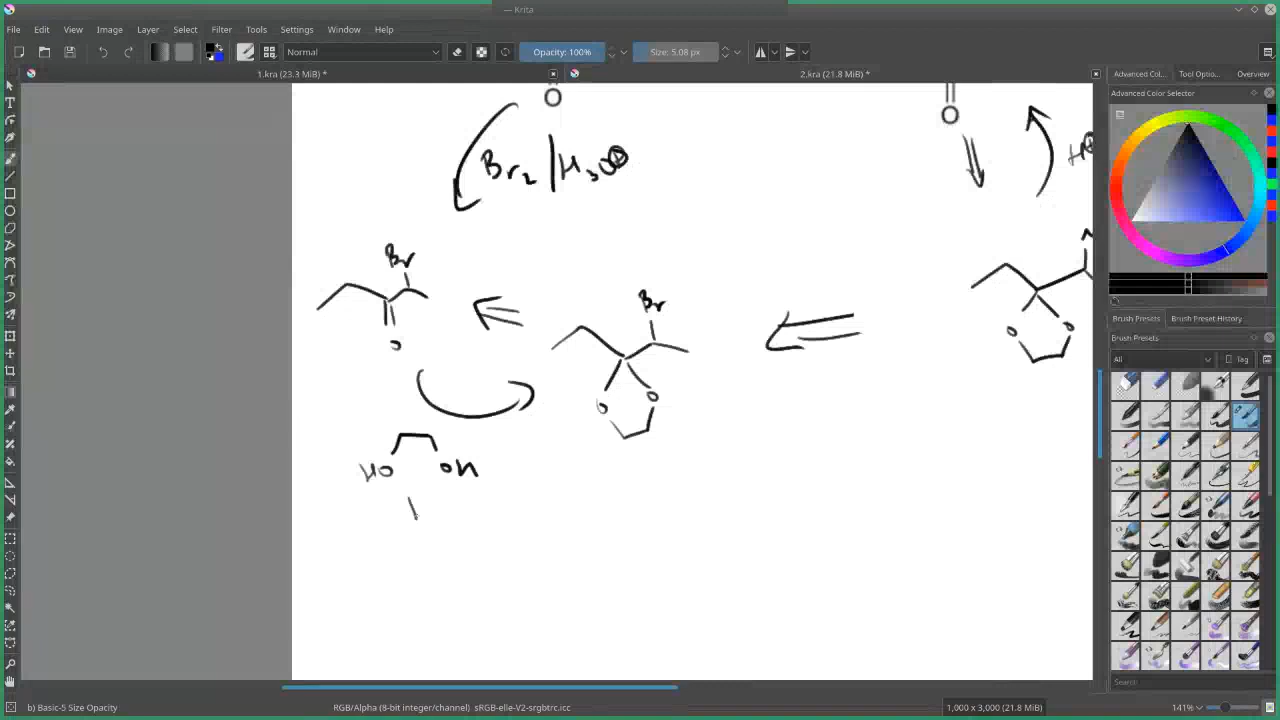 — Krita
File Edit View Image Layer Select Filter Tools Settings Window Help
Normal Opacity: 100% Size: 5.08 px
1.kra (23.3 MiB) * 2.kra (21.8 MiB) * Advanced Col... Tool Optio... Overview
Advanced Color Selector
O
O
Br₂/H₃O⊕
H⊕
Br
Br
O
O O
O O
HO OH
Brush Presets Brush Preset History
Brush Presets
All Tag
Search
b) Basic-5 Size Opacity RGB/Alpha (8-bit integer/channel) sRGB-elle-V2-srgbtrc.icc 1,000 x 3,000 (21.8 MiB) 141%